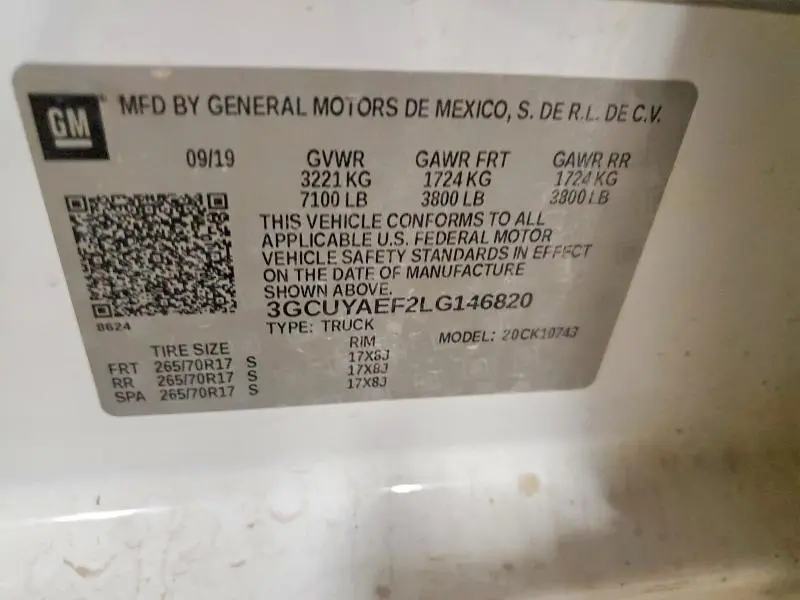 GM MFD BY GENERAL MOTORS DE MEXICO, S. DE R.L. DE C.V.
09/19 GVWR GAWR FRT GAWR RR
3221 KG 1724 KG 1724 KG
7100 LB 3800 LB 3800 LB
THIS VEHICLE CONFORMS TO ALL
APPLICABLE U.S. FEDERAL MOTOR
VEHICLE SAFETY STANDARDS IN EFFECT
ON THE DATE OF MANUFACTURE
SHOWN ABOVE.
3GCUYAEF2LG146820
8624
TYPE: TRUCK MODEL: 20CK10743
TIRE SIZE RIM
FRT 265/70R17 S 17X8J
RR 265/70R17 S 17X8J
SPA 265/70R17 S 17X8J